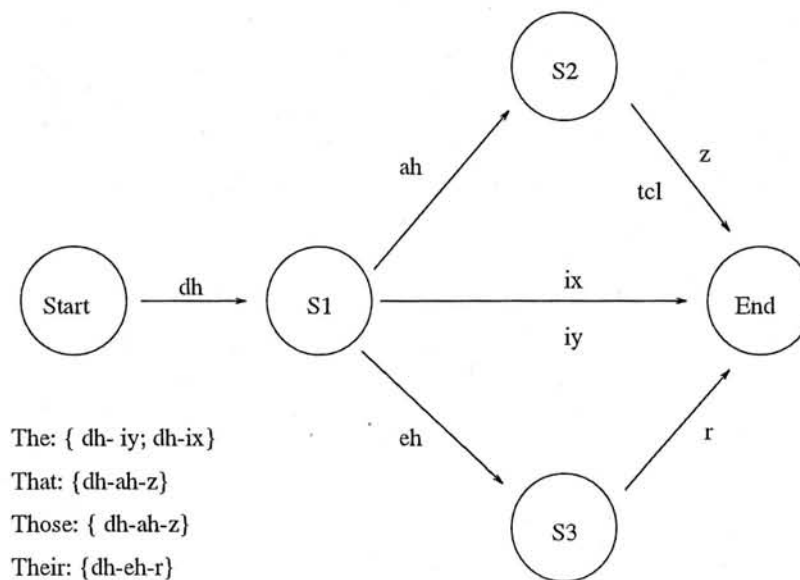 S2
ah
z
tcl
Start
dh
S1
ix
End
iy
The: { dh- iy; dh-ix}
eh
r
That: {dh-ah-z}
Those: { dh-ah-z}
S3
Their: {dh-eh-r}